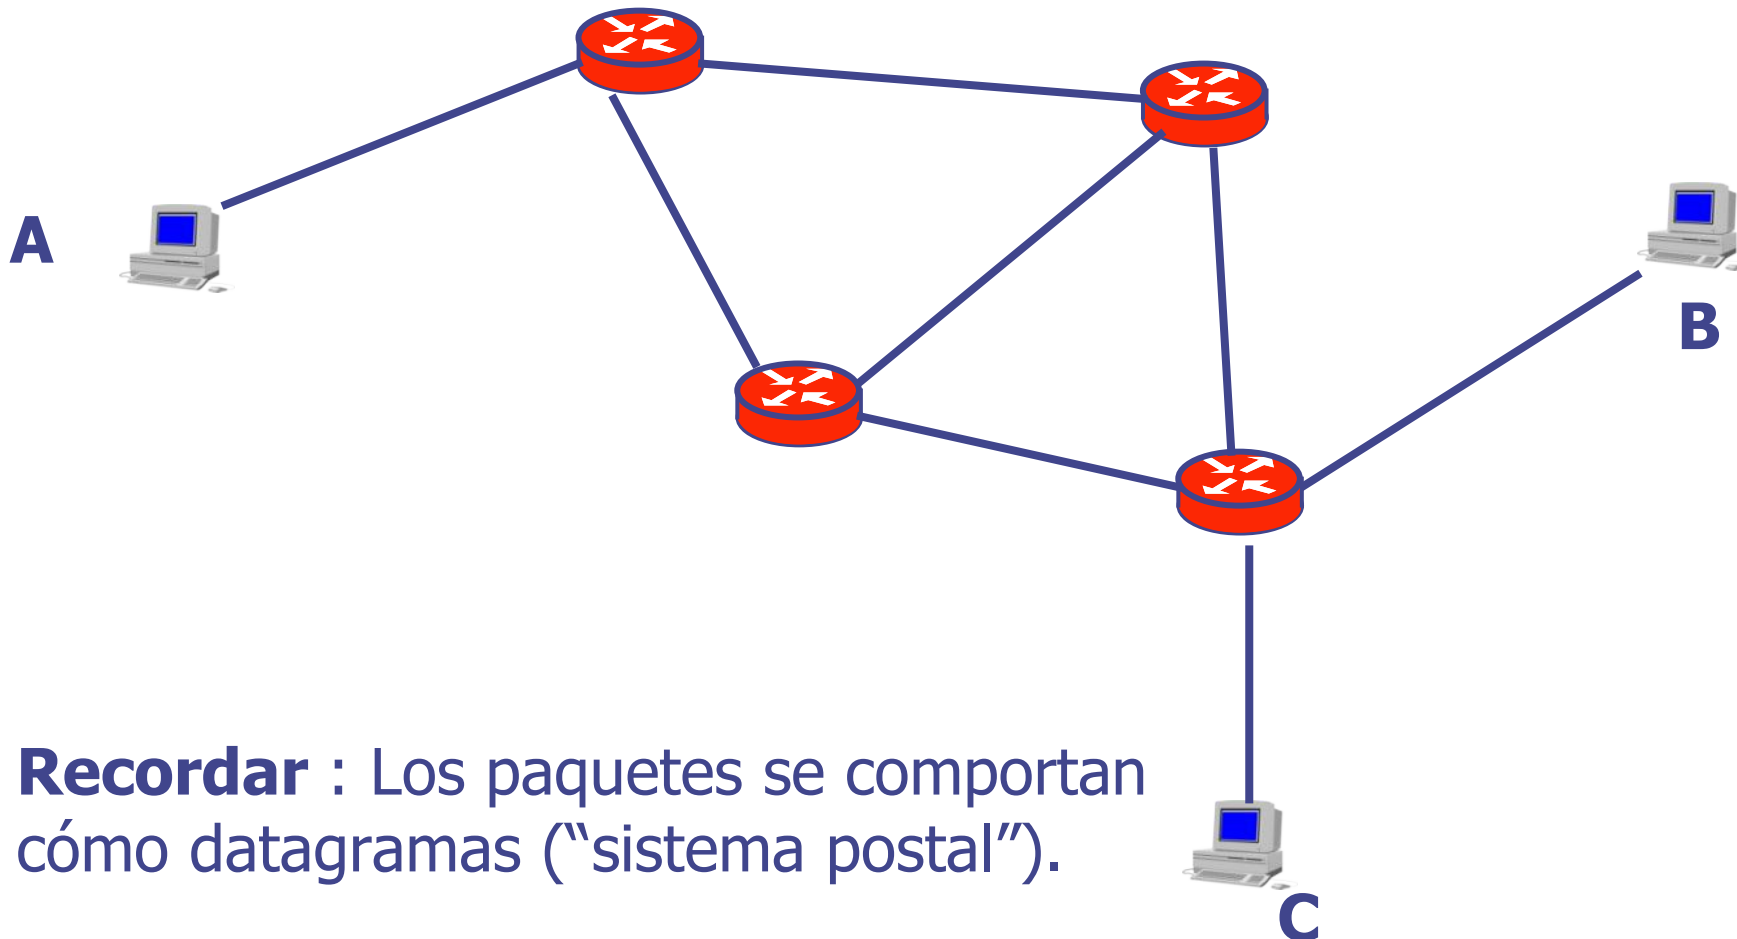 A
B
Recordar : Los paquetes se comportan
cómo datagramas (“sistema postal”).
C